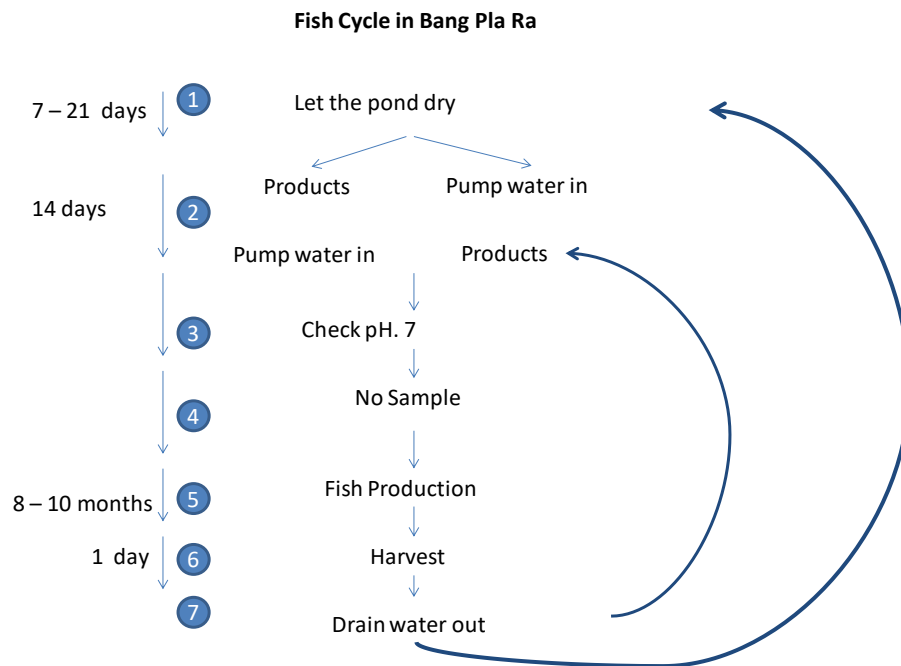 Fish Cycle in Bang Pla Ra
7 – 21 days
1
Let the pond dry
Products
Pump water in
14 days
2
Pump water in
Products
3
Check pH. 7
4
No Sample
8 – 10 months
5
Fish Production
1 day
6
Harvest
7
Drain water out